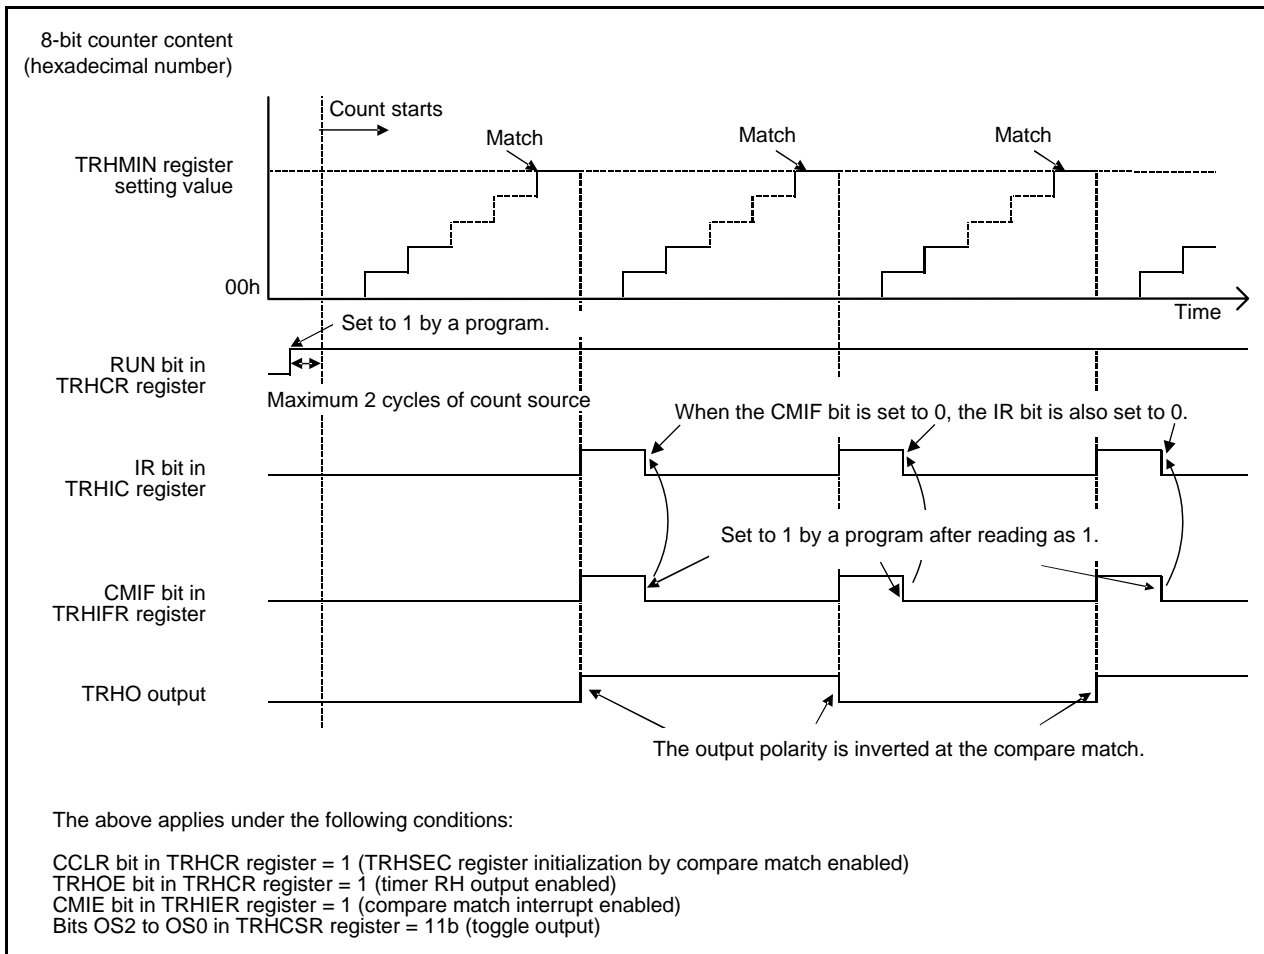 8-bit counter content
(hexadecimal number)
Count starts
Match
Match
Match
TRHMIN register
setting value
00h
Time
Set to 1 by a program.
RUN bit in
TRHCR register
Maximum 2 cycles of count source
When the CMIF bit is set to 0, the IR bit is also set to 0.
IR bit in
TRHIC register
Set to 1 by a program after reading as 1.
CMIF bit in
TRHIFR register
TRHO output
The output polarity is inverted at the compare match.
The above applies under the following conditions:
CCLR bit in TRHCR register = 1 (TRHSEC register initialization by compare match enabled)
TRHOE bit in TRHCR register = 1 (timer RH output enabled)
CMIE bit in TRHIER register = 1 (compare match interrupt enabled)
Bits OS2 to OS0 in TRHCSR register = 11b (toggle output)